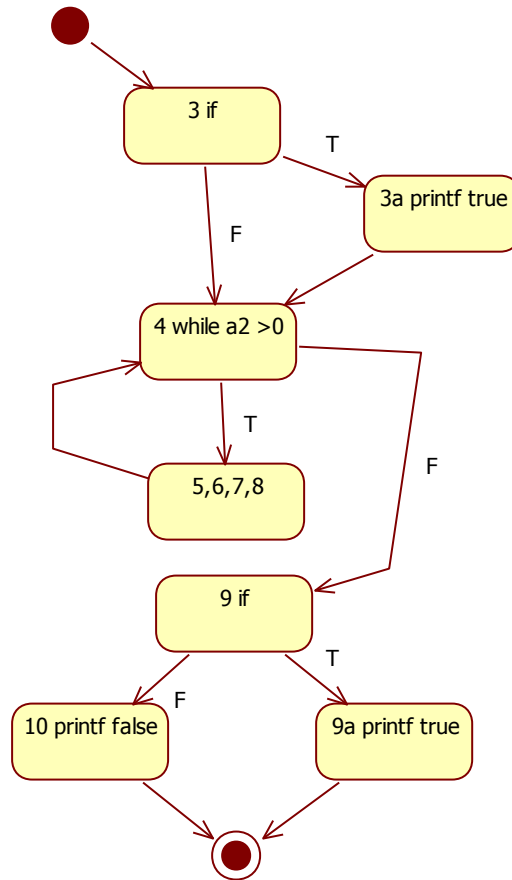 3 if
T
3a printf true
F
4 while a2 >0
T
F
5,6,7,8
9 if
T
F
10 printf false
9a printf true